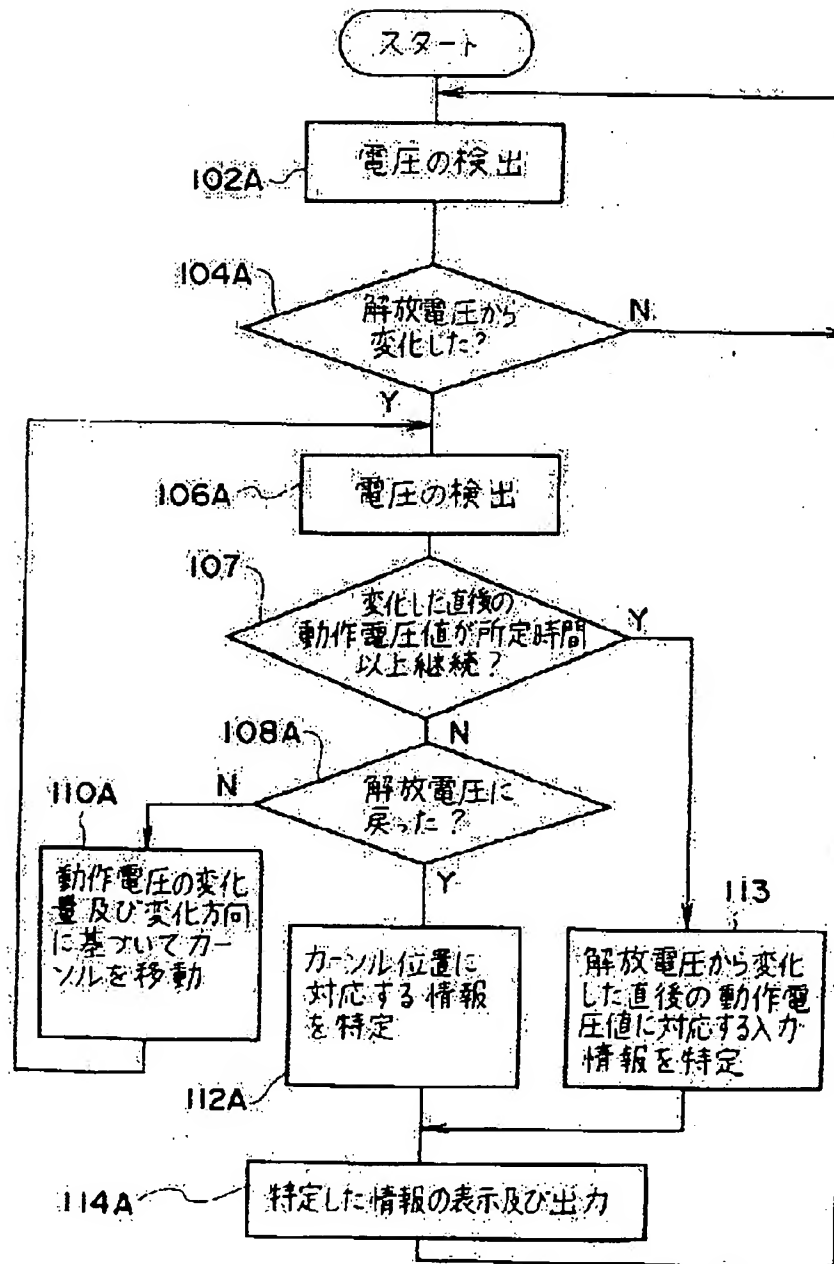 スタート
電圧の検出
102A
104A
解放電圧から
変化した?
N
Y
106A
電圧の検出
107
変化した直後の
動作電圧値が所定時間
以上継続?
Y
N
108A
解放電圧に
戻った?
N
Y
110A
動作電圧の変化
量及び変化方向
に基づいてカー
ソルを移動
カーソル位置に
対応する情報
を特定
112A
113
解放電圧から変化
した直後の動作電
圧値に対応する入力
情報を特定
114A
特定した情報の表示及び出力